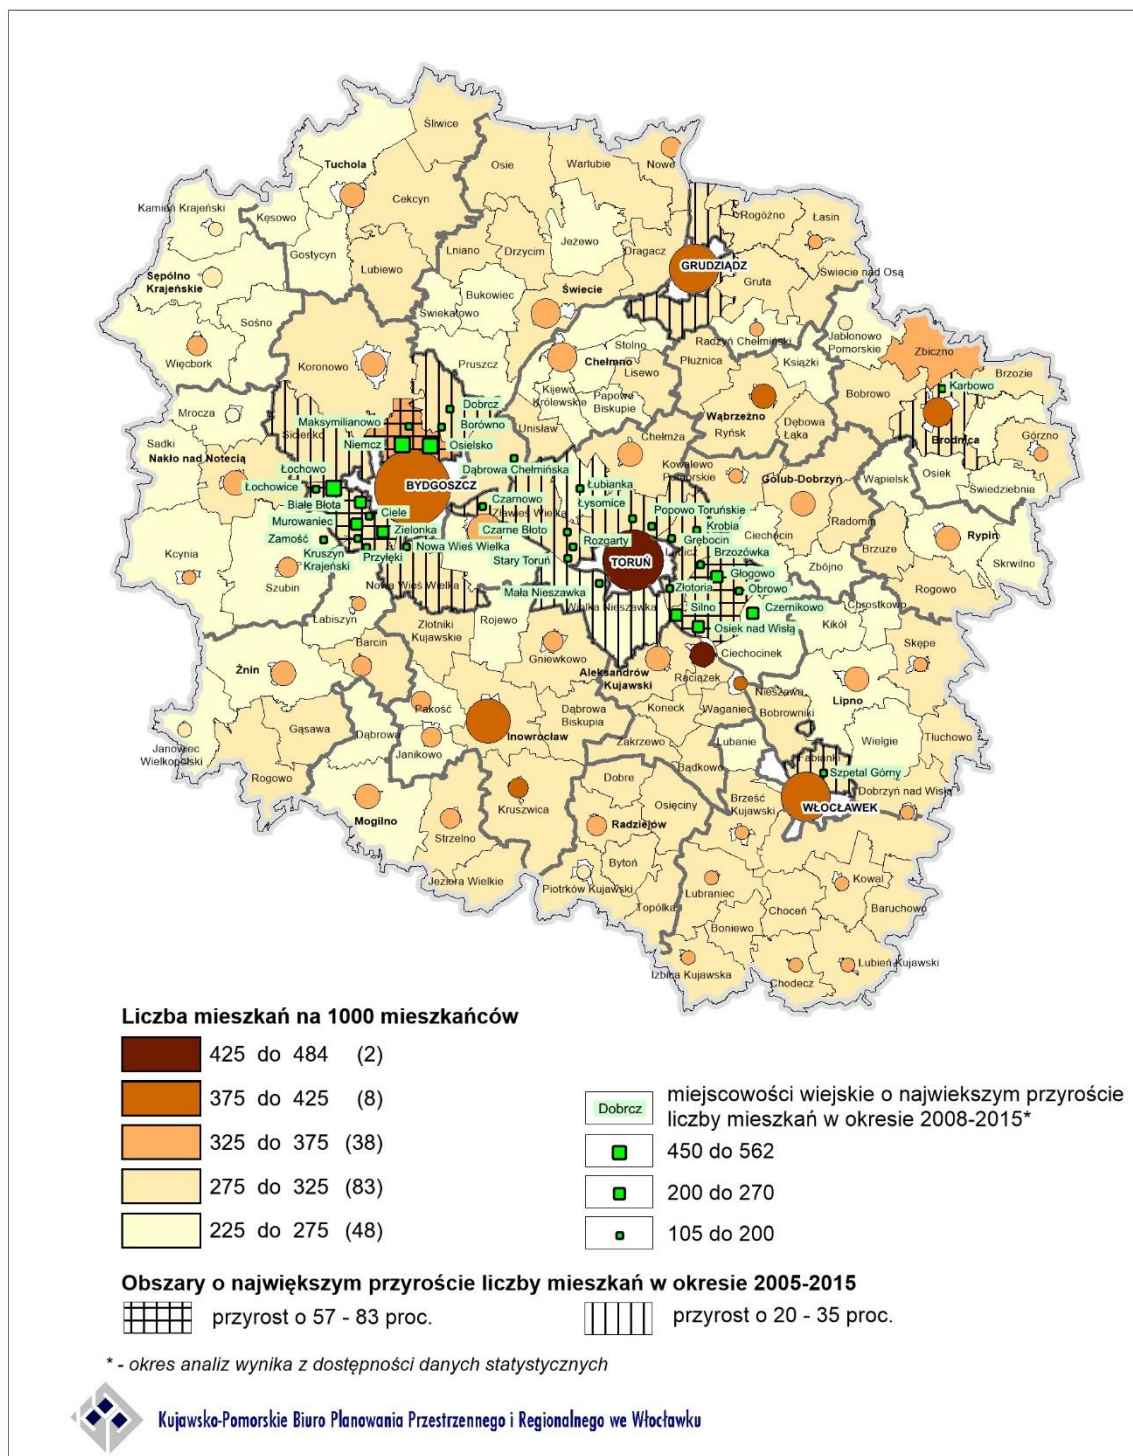 Śliwice
Tuchola
Osie
Warlubie
Nowe
Kamień Krajeński
Kęsowo
Cekcyn
Rogóźno
Łasin
Gostycyn
Lniano
Drzycim
Jeżewo
Dragacz
GRUDZIĄDZ
Sępólno
Krajeńskie
Lubiewo
Gruta
Świecie nad Osą
Bukowiec
Świecie
Sośno
Świekatowo
Radzyń Chełmiński
Jabłonowo
Pomorskie
Zbiczno
Więcbork
Koronowo
Pruszcz
Stolno
Chełmno
Lisewo
Płużnica
Książki
Brzozie
Kijewo
Królewskie
Papowo
Biskupie
Bobrowo
Karbowo
Mrocza
Dobrcz
Wąbrzeźno
Maksymilianowo
Borówno
Unisław
Dębowa
Łąka
Sadki
Sicienko
Ryńsk
Brodnica
Górzno
Nakło nad Notecią
Niemcz
Osielsko
Chełmża
Łochowo
Dąbrowa Chełmińska
Kowalewo
Pomorskie
Osiek
BYDGOSZCZ
Golub-Dobrzyń
Wąpielsk
Świedziebnia
Łochowice
Łubianka
Białe Błota
Czarnowo
Łysomice
Zławieś Wielka
Popowo Toruńskie
Radomin
Ciele
Murowaniec
Czarne Błoto
Krobia
Ciechocin
Rypin
Zielonka
Zamość
Rozgarty
Grębocin
Lubicz
Brzuze
Kcynia
Kruszyn
Krajeński
Nowa Wieś Wielka
Przyłęki
Stary Toruń
TORUŃ
Brzozówka
Zbójno
Skrwilno
Głogowo
Szubin
Nowa Wieś Wielka
Mała Nieszawka
Złotoria
Obrowo
Rogowo
Wielka Nieszawka
Łabiszyn
Silno
Czernikowo
Chrostkowo
Złotniki
Kujawskie
Rojewo
Osiek nad Wisłą
Kikół
Barcin
Gniewkowo
Ciechocinek
Skępe
Żnin
Aleksandrów
Kujawski
Raciążek
Nieszawa
Pakość
Dąbrowa
Biskupia
Koneck
Waganiec
Bobrowniki
Lipno
Gąsawa
Dąbrowa
Inowrocław
Janowiec
Wielkopolski
Janikowo
Zakrzewo
Lubanie
Wielgie
Tłuchowo
Bądkowo
Fabianki
Rogowo
Dobre
Szpetal Górny
Kruszwica
Brześć
Kujawski
Dobrzyń nad Wisłą
Osięciny
WŁOCŁAWEK
Mogilno
Radziejów
Strzelno
Bytoń
Kowal
Jeziora Wielkie
Piotrków Kujawski
Lubraniec
Choceń
Baruchowo
Topólka
Boniewo
Izbica Kujawska
Chodecz
Lubień Kujawski
Liczba mieszkań na 1000 mieszkańców
425 do 484 (2)
375 do 425 (8)
325 do 375 (38)
275 do 325 (83)
225 do 275 (48)
Dobrcz
miejscowości wiejskie o najwiekszym przyroście
liczby mieszkań w okresie 2008-2015*
450 do 562
200 do 270
105 do 200
Obszary o największym przyroście liczby mieszkań w okresie 2005-2015
przyrost o 57 - 83 proc.
przyrost o 20 - 35 proc.
* - okres analiz wynika z dostępności danych statystycznych
Kujawsko-Pomorskie Biuro Planowania Przestrzennego i Regionalnego we Włocławku